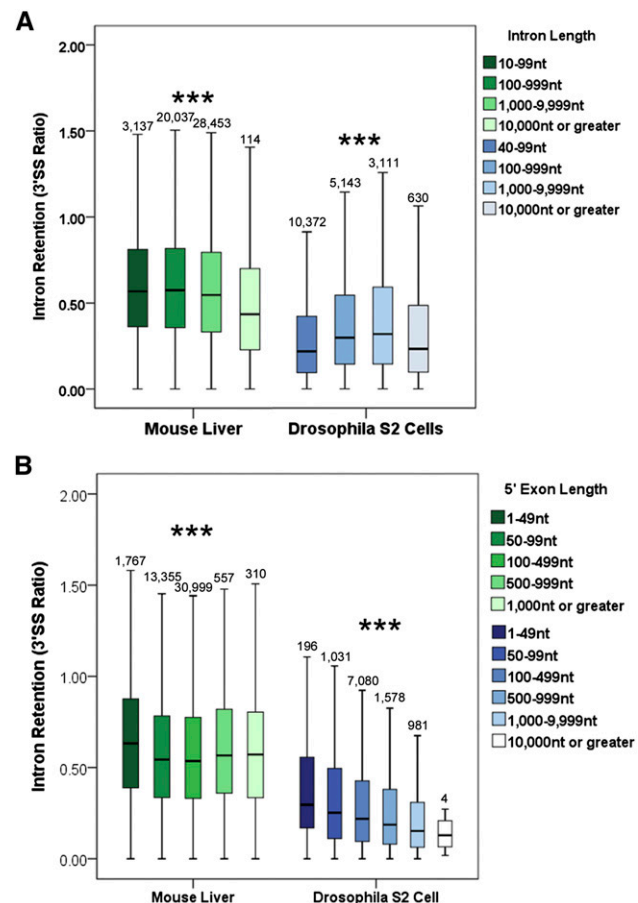 A
Intron Retention (3'SS Ratio)
2.00
1.50
1.00
0.50
0.00
***
3,137
20,037
28,453
114
***
10,372
5,143
3,111
630
Mouse Liver
Drosophila S2 Cells
Intron Length
10-99nt
100-999nt
1,000-9,999nt
10,000nt or greater
40-99nt
100-999nt
1,000-9,999nt
10,000nt or greater
B
Intron Retention (3'SS Ratio)
2.00
1.50
1.00
0.50
0.00
***
1,767
13,355
30,999
557
310
***
196
1,031
7,080
1,578
981
4
Mouse Liver
Drosophila S2 Cell
5' Exon Length
1-49nt
50-99nt
100-499nt
500-999nt
1,000nt or greater
1-49nt
50-99nt
100-499nt
500-999nt
1,000-9,999nt
10,000nt or greater